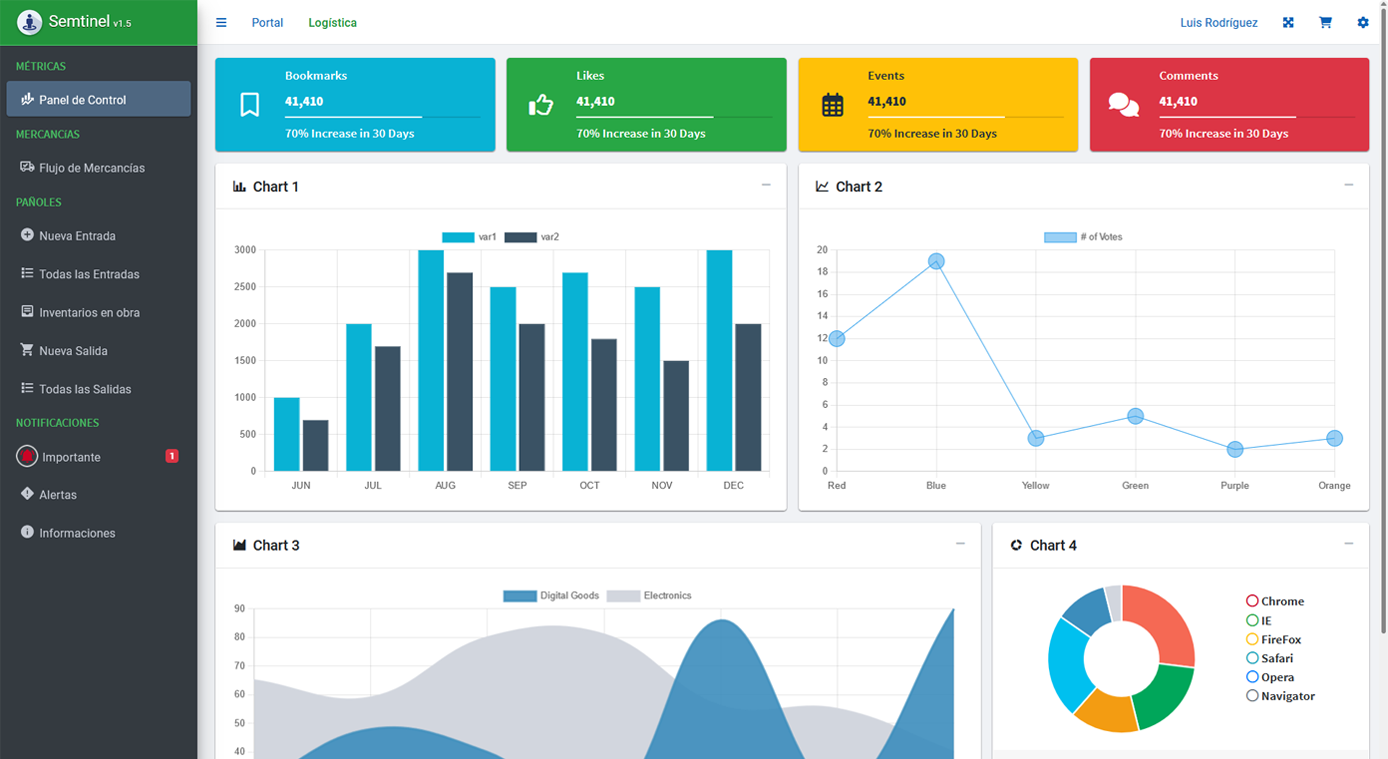 Semtinel v1.5
Portal
Logística
Luis Rodríguez
MÉTRICAS
Panel de Control
MERCANCÍAS
Flujo de Mercancías
PAÑOLES
Nueva Entrada
Todas las Entradas
Inventarios en obra
Nueva Salida
Todas las Salidas
NOTIFICACIONES
Importante 1
Alertas
Informaciones
Bookmarks
41,410
70% Increase in 30 Days
Likes
41,410
70% Increase in 30 Days
Events
41,410
70% Increase in 30 Days
Comments
41,410
70% Increase in 30 Days
Chart 1
var1 var2
3000
2500
2000
1500
1000
500
0
JUN JUL AUG SEP OCT NOV DEC
Chart 2
# of Votes
20
18
16
14
12
10
8
6
4
2
0
Red Blue Yellow Green Purple Orange
Chart 3
Digital Goods Electronics
90
80
70
60
50
40
Chart 4
Chrome
IE
FireFox
Safari
Opera
Navigator